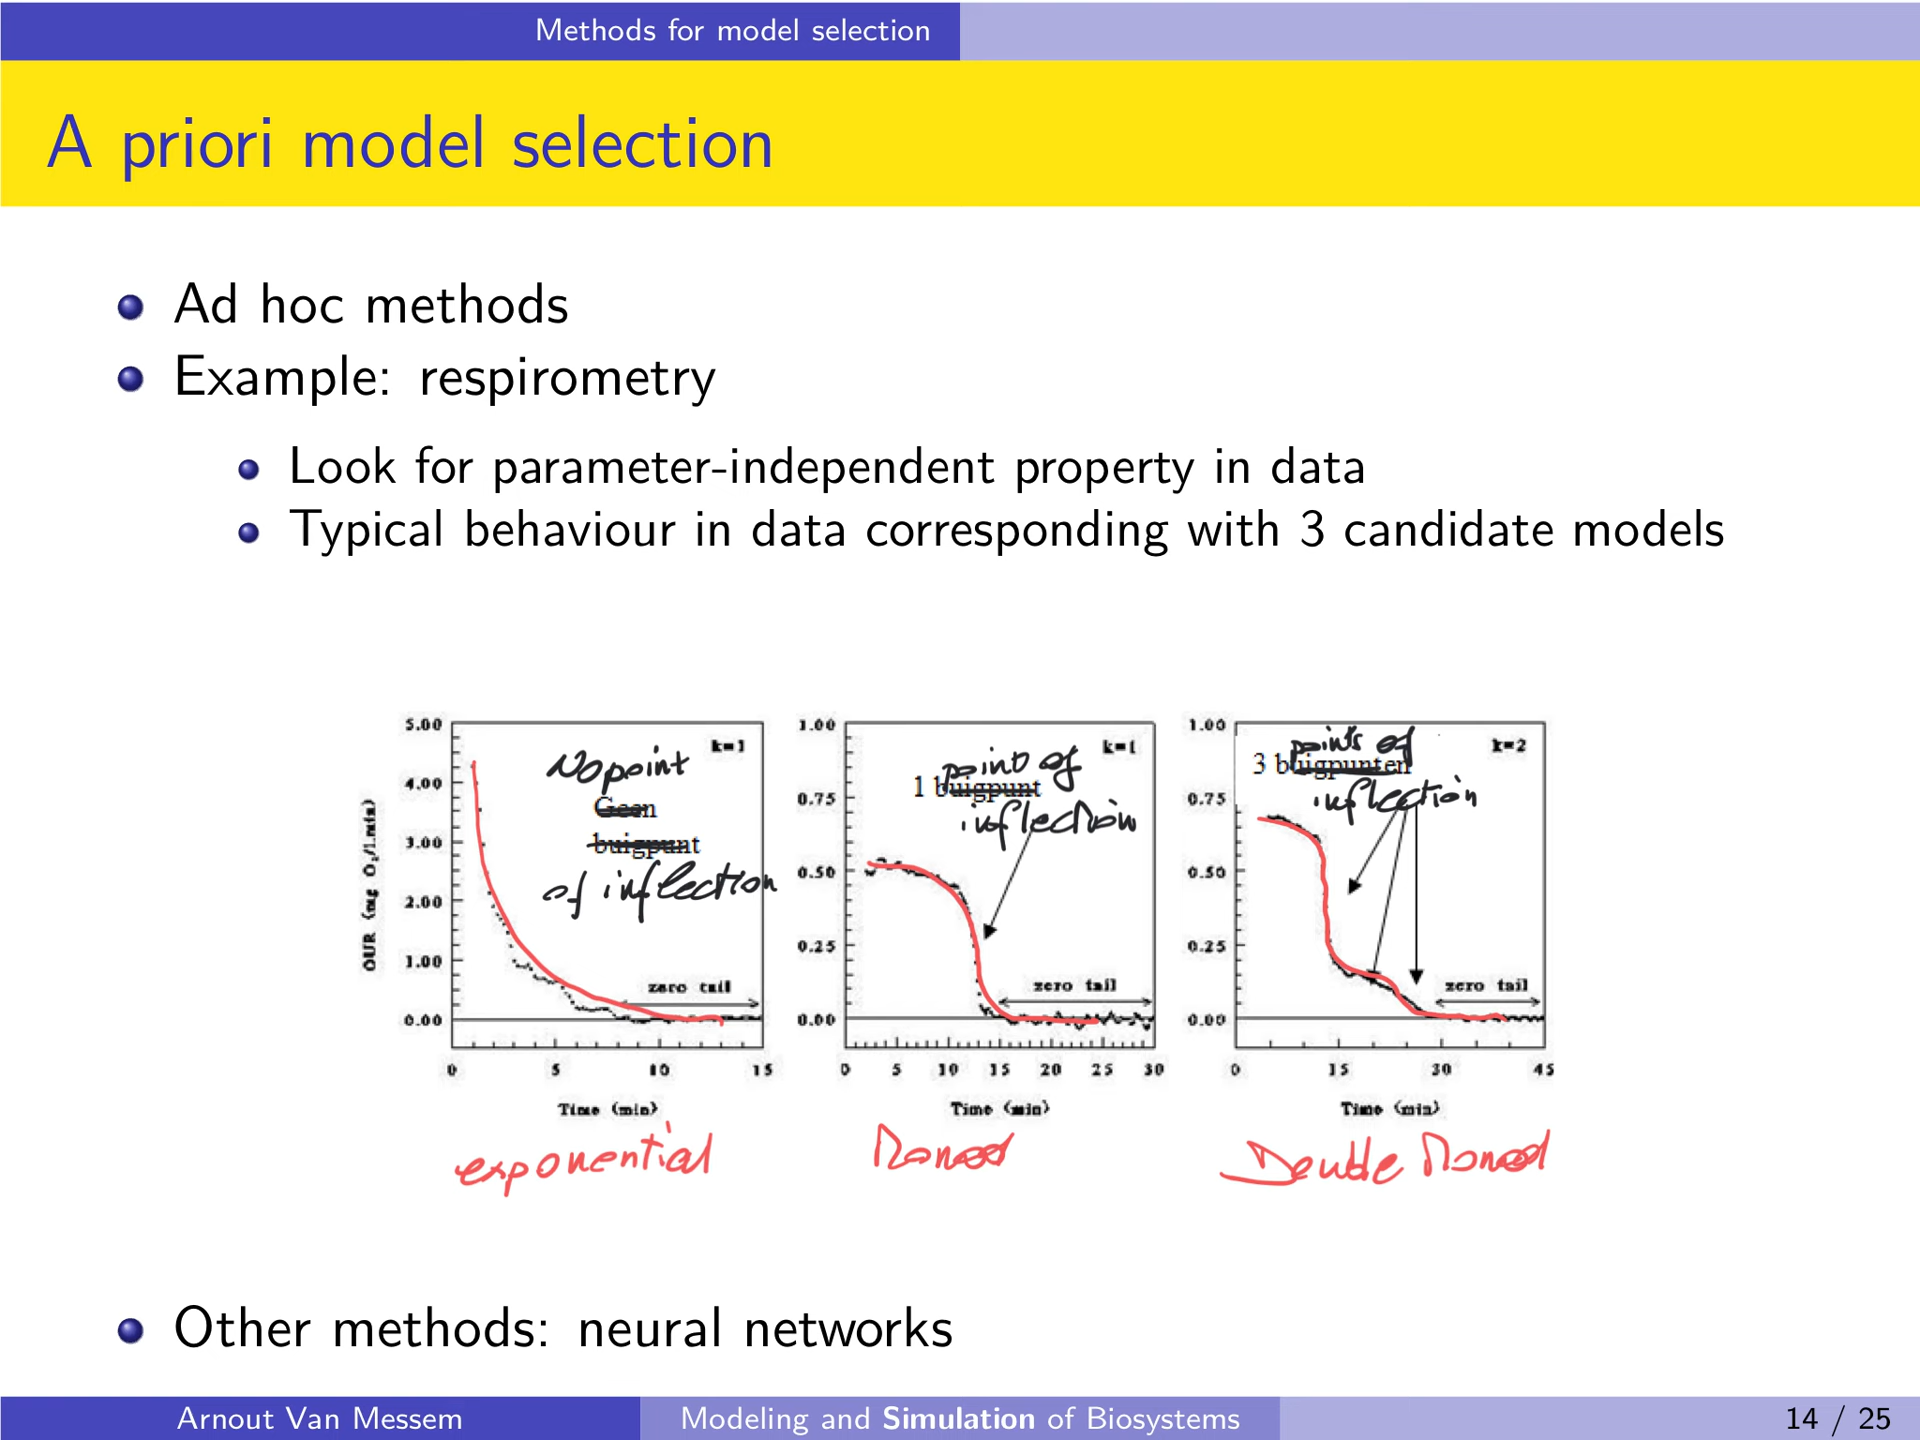 Methods for model selection
A priori model selection
Ad hoc methods
Example: respirometry
Look for parameter-independent property in data
Typical behaviour in data corresponding with 3 candidate models
OUR (mg O₂/l.min)
5.00
4.00
3.00
2.00
1.00
0.00
k=1
No point
Geen
buigpunt
of inflection
zero tail
0 5 10 15
Time (min)
exponential
1.00
0.75
0.50
0.25
0.00
k=1
point of
1 buigpunt
inflection
zero tail
0 5 10 15 20 25 30
Time (min)
Monod
1.00
0.75
0.50
0.25
0.00
k=2
points of
3 buigpunten
inflection
zero tail
0 15 30 45
Time (min)
Double Monod
Other methods: neural networks
Arnout Van Messem Modeling and Simulation of Biosystems 14 / 25